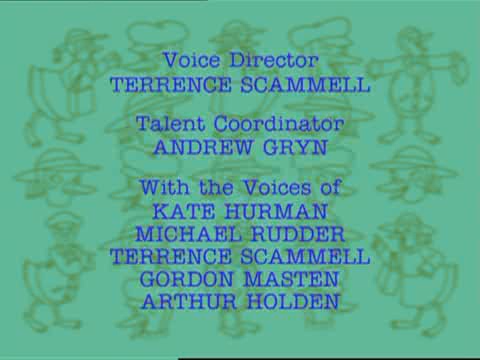 Voice Director
TERRENCE SCAMMELL
Talent Coordinator
ANDREW GRYN
With the Voices of
KATE HURMAN
MICHAEL RUDDER
TERRENCE SCAMMELL
GORDON MASTEN
ARTHUR HOLDEN